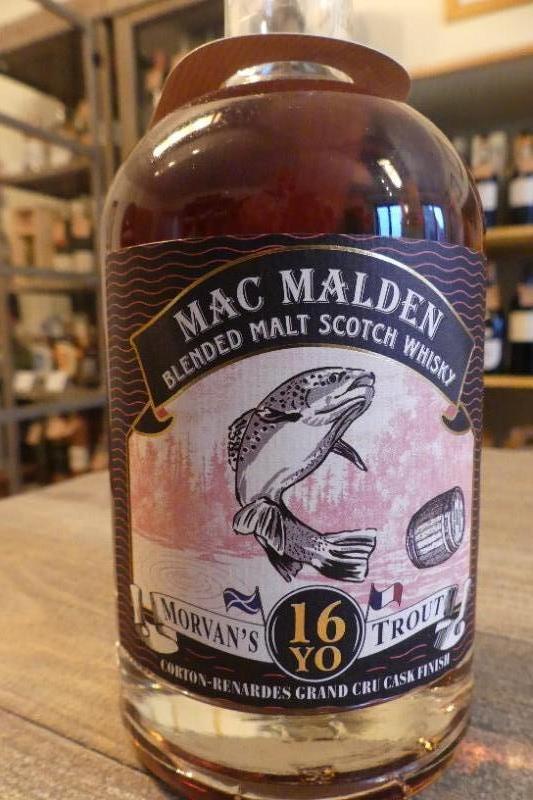 MAC MALDEN
BLENDED MALT SCOTCH WHISKY
MORVAN'S 16 YO TROUT
CORTON-RENARDES GRAND CRU CASK FINISH